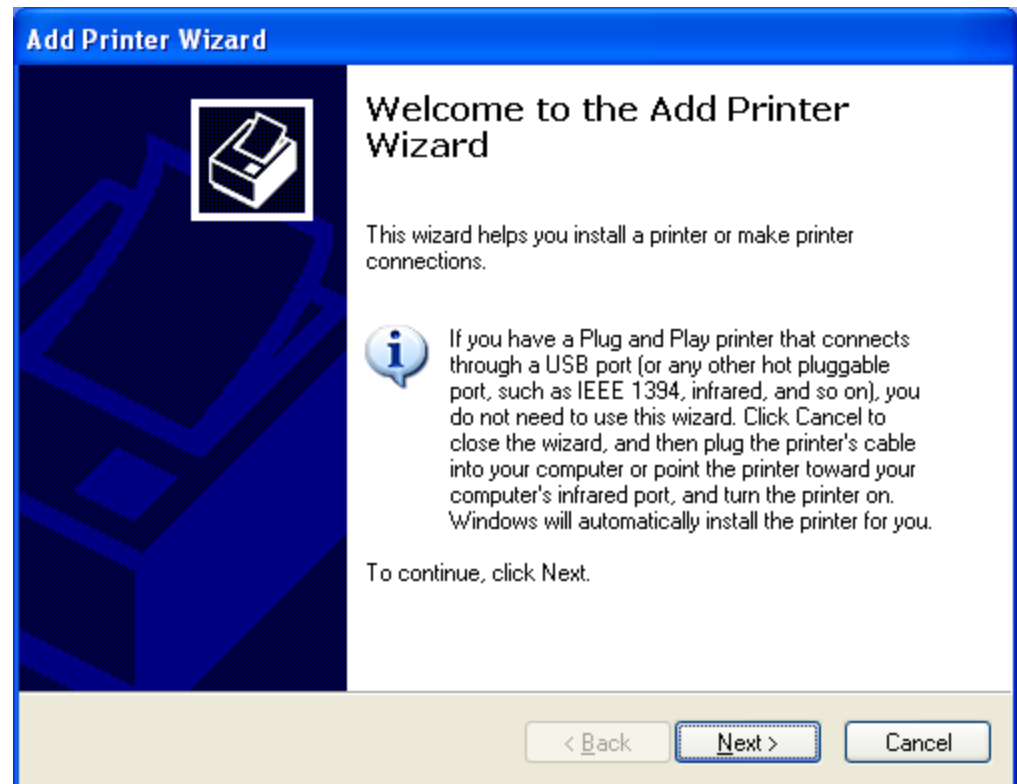 Add Printer Wizard
Welcome to the Add Printer
Wizard
This wizard helps you install a printer or make printer
connections.
If you have a Plug and Play printer that connects
through a USB port (or any other hot pluggable
port, such as IEEE 1394, infrared, and so on), you
do not need to use this wizard. Click Cancel to
close the wizard, and then plug the printer's cable
into your computer or point the printer toward your
computer's infrared port, and turn the printer on.
Windows will automatically install the printer for you.
To continue, click Next.
< Back Next > Cancel